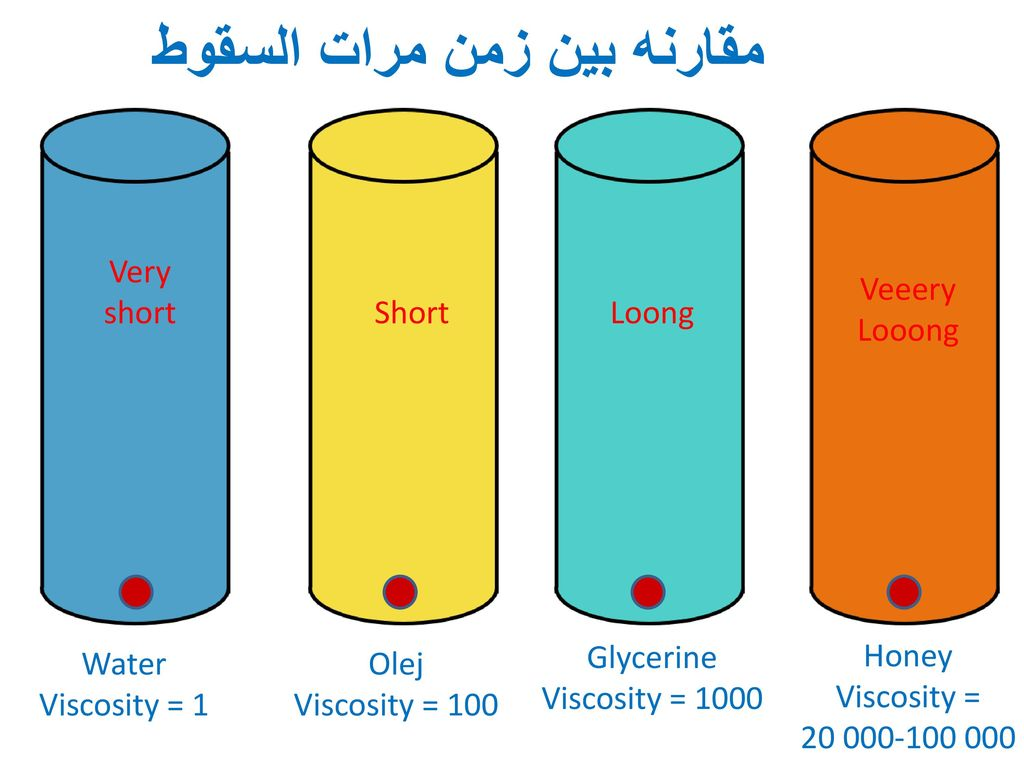 مقارنه بين زمن مرات السقوط
Very
short
Short
Loong
Veeery
Looong
Water
Viscosity = 1
Olej
Viscosity = 100
Glycerine
Viscosity = 1000
Honey
Viscosity =
20 000-100 000